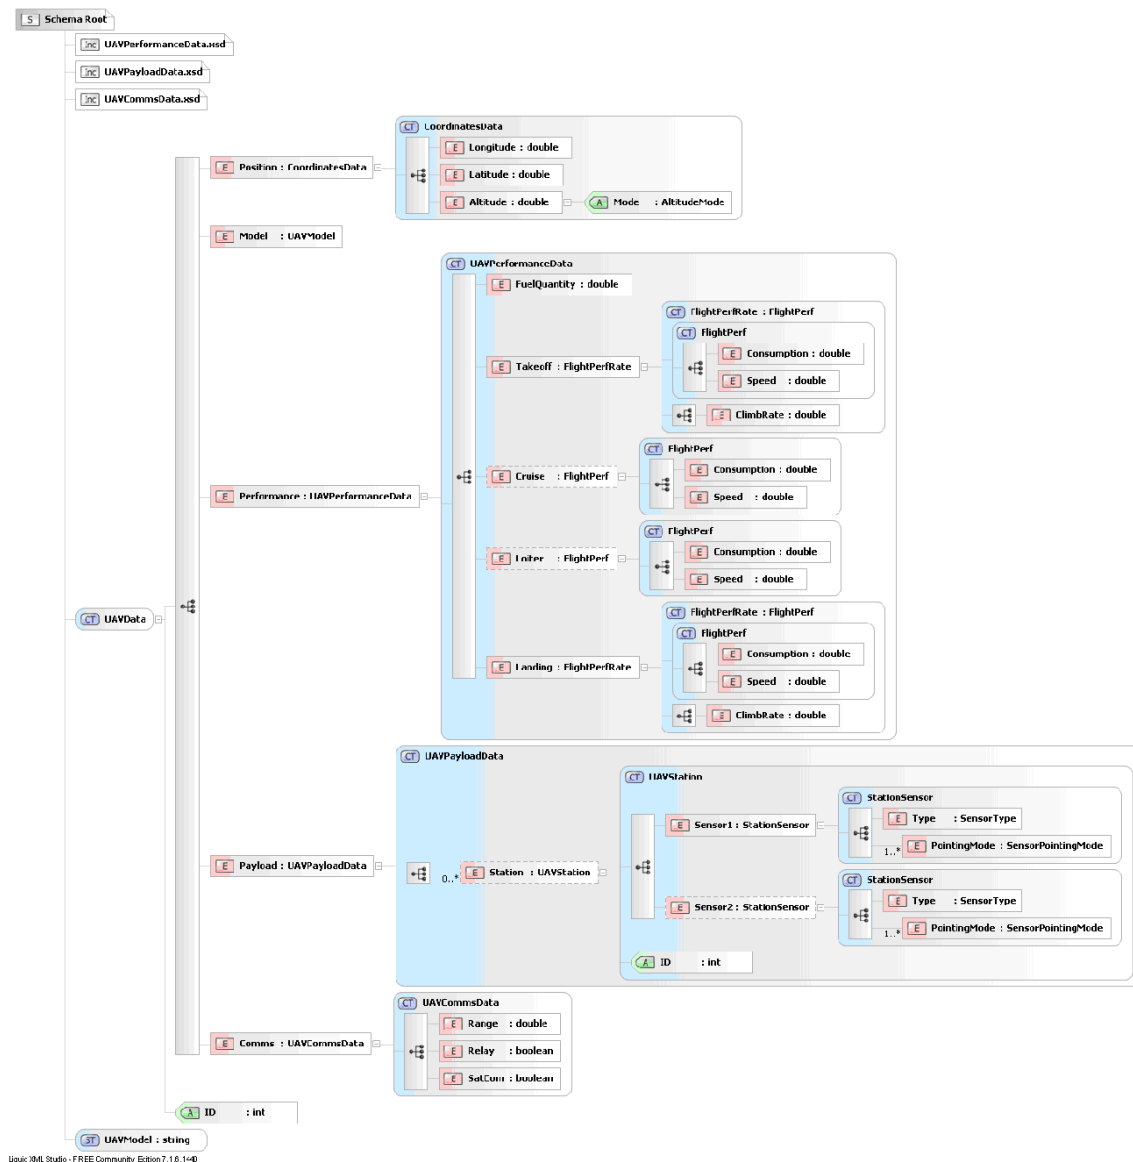 S Schema Root
Inc UAVPerformanceData.xsd
Inc UAVPayloadData.xsd
Inc UAVCommsData.xsd
CT CoordinatesData
E Longitude : double
E Position : CoordinatesData
E Latitude : double
E Altitude : double
A Mode : AltitudeMode
E Model : UAVModel
CT UAVPerformanceData
E FuelQuantity : double
CT FlightPerfRate : FlightPerf
CT FlightPerf
E Consumption : double
E Takeoff : FlightPerfRate
E Speed : double
E ClimbRate : double
CT FlightPerf
E Consumption : double
E Cruise : FlightPerf
E Performance : UAVPerformanceData
E Speed : double
CT FlightPerf
E Consumption : double
E Loiter : FlightPerf
E Speed : double
CT FlightPerfRate : FlightPerf
CT UAVData
CT FlightPerf
E Consumption : double
E Landing : FlightPerfRate
E Speed : double
E ClimbRate : double
CT UAVPayloadData
CT UAVStation
CT StationSensor
E Type : SensorType
E Sensor1 : StationSensor
1..* E PointingMode : SensorPointingMode
E Payload : UAVPayloadData
0..* E Station : UAVStation
CT StationSensor
E Type : SensorType
E Sensor2 : StationSensor
1..* E PointingMode : SensorPointingMode
A ID : int
CT UAVCommsData
E Range : double
E Comms : UAVCommsData
E Relay : boolean
E SatCom : boolean
A ID : int
ST UAVModel : string
Liquid XML Studio - FREE Community Edition 7.1.6.1440